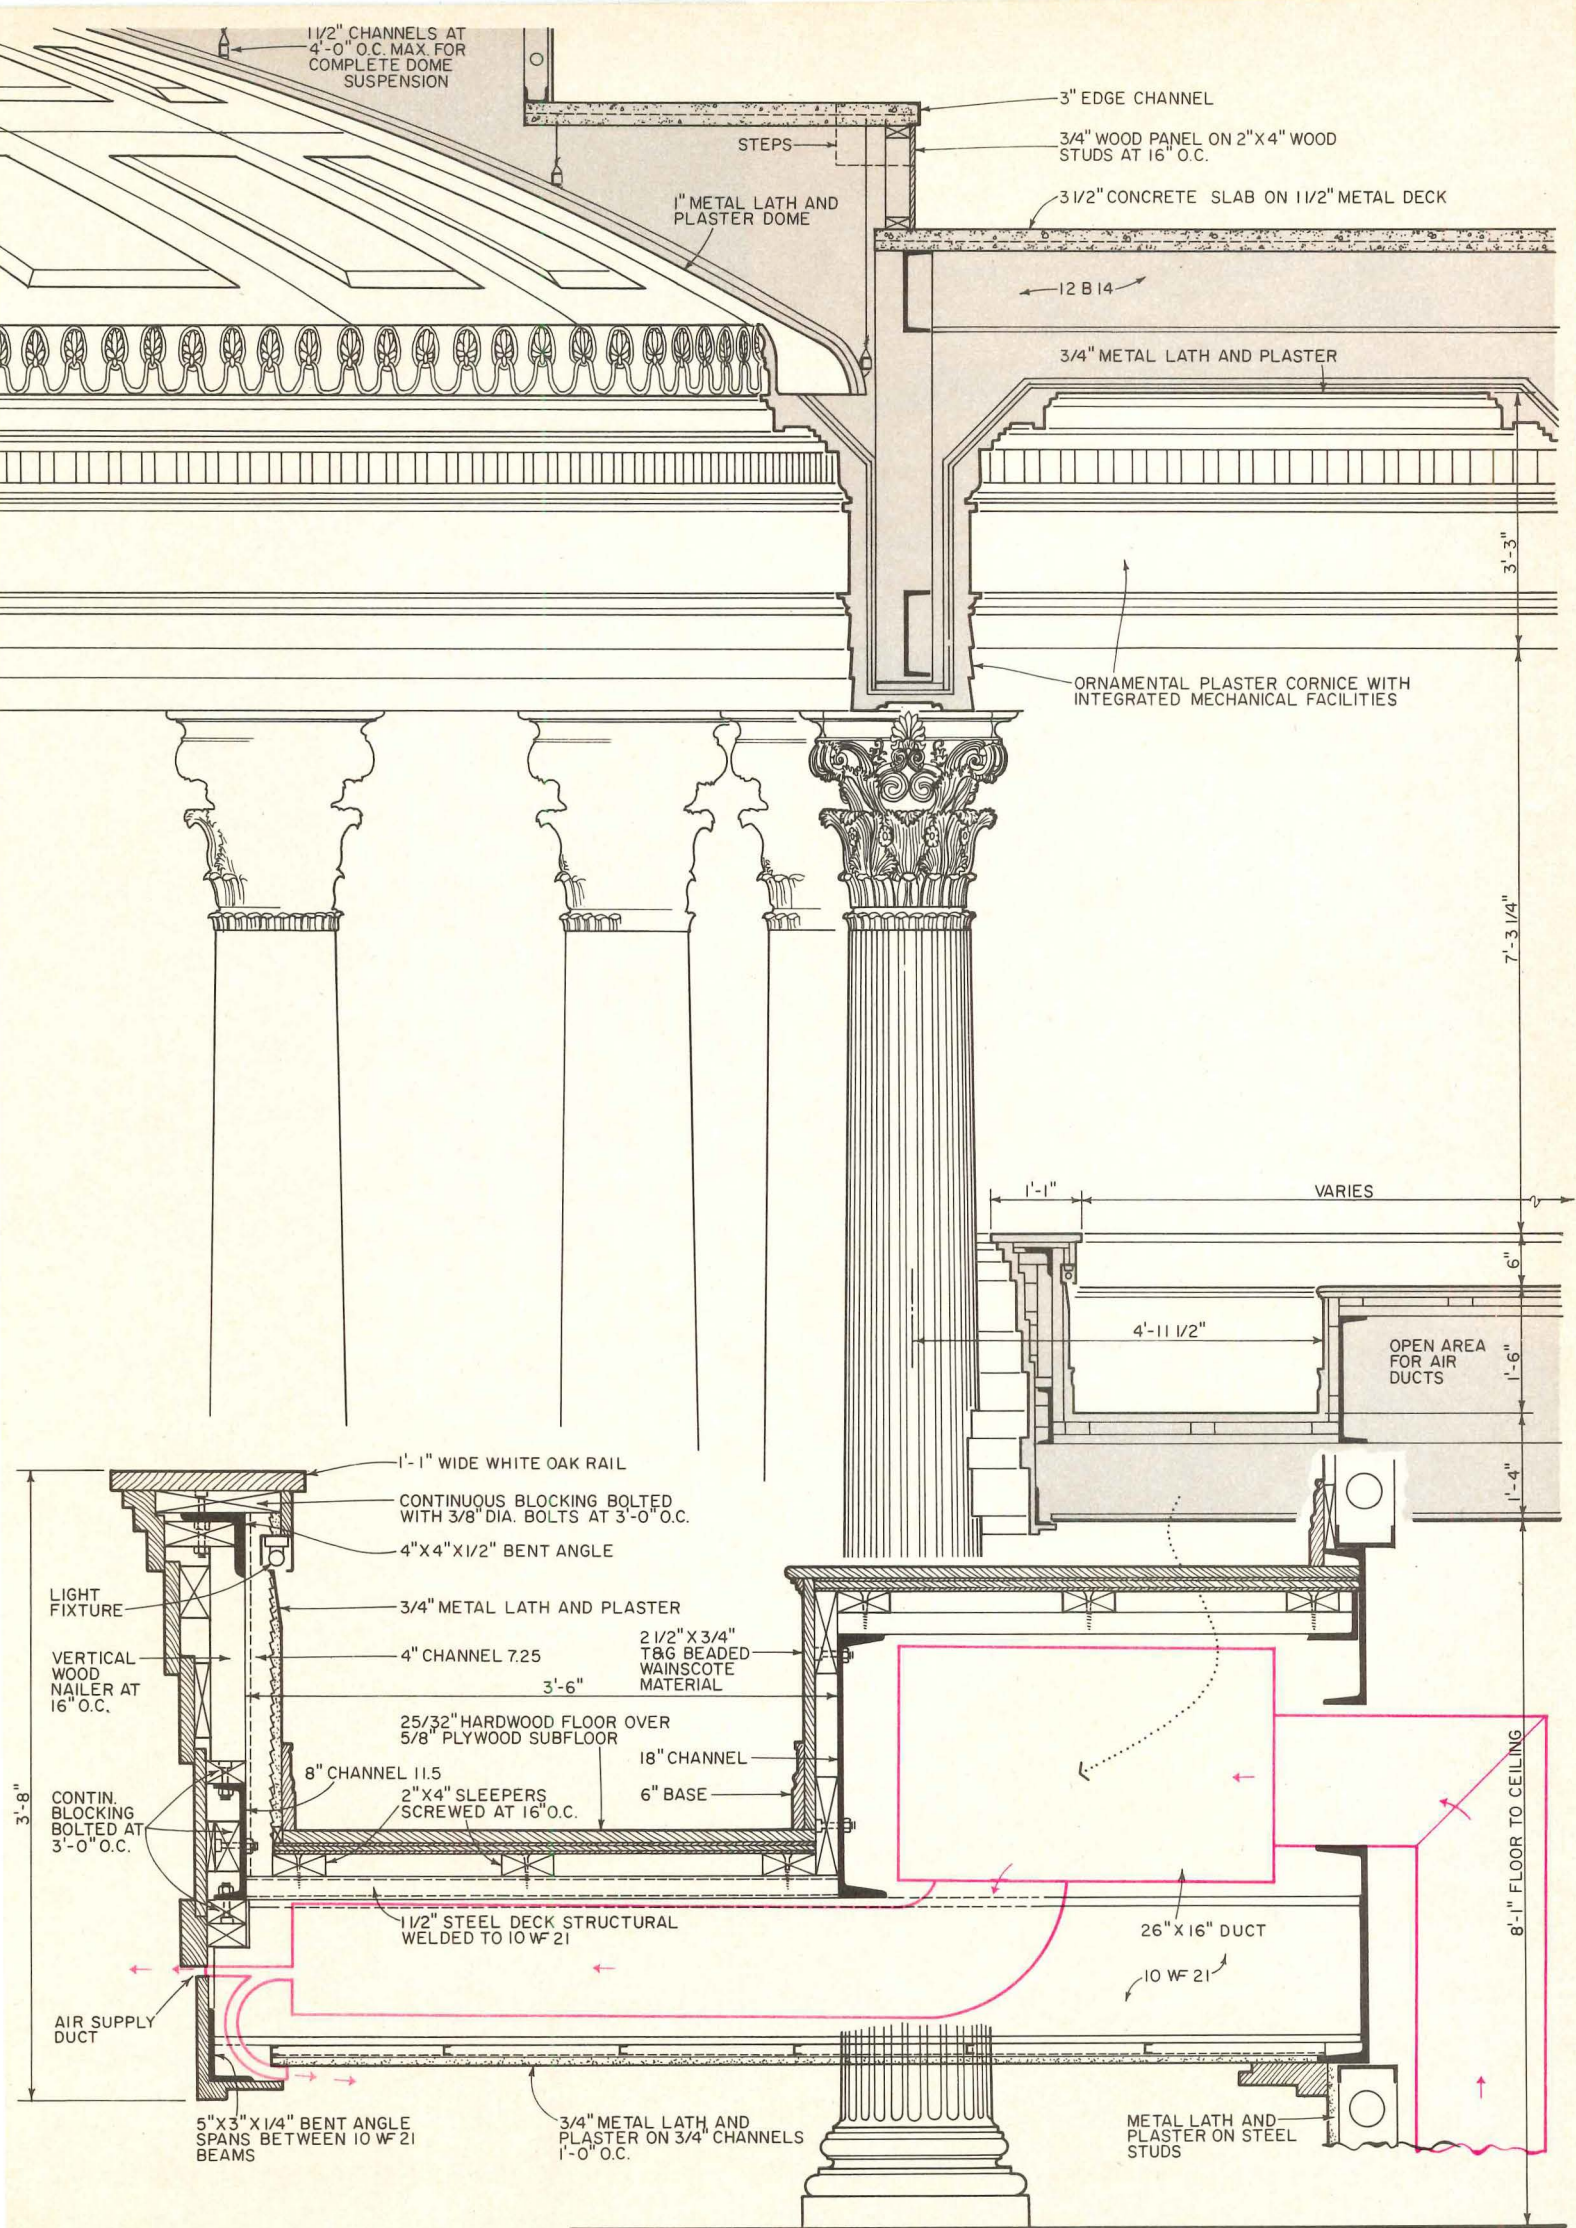 1 1/2" CHANNELS AT
4'-0" O.C. MAX. FOR
COMPLETE DOME
SUSPENSION
3" EDGE CHANNEL
STEPS
3/4" WOOD PANEL ON 2"X4" WOOD
STUDS AT 16" O.C.
1" METAL LATH AND
PLASTER DOME
3 1/2" CONCRETE SLAB ON 1 1/2" METAL DECK
12 B 14
3/4" METAL LATH AND PLASTER
3'-3"
ORNAMENTAL PLASTER CORNICE WITH
INTEGRATED MECHANICAL FACILITIES
7'-3 1/4"
1'-1"
VARIES
6"
4'-11 1/2"
OPEN AREA
FOR AIR
DUCTS
1'-6"
1'-4"
1'-1" WIDE WHITE OAK RAIL
CONTINUOUS BLOCKING BOLTED
WITH 3/8" DIA. BOLTS AT 3'-0" O.C.
4"X4"X1/2" BENT ANGLE
LIGHT
FIXTURE
3/4" METAL LATH AND PLASTER
VERTICAL
WOOD
NAILER AT
16" O.C.
4" CHANNEL 7.25
2 1/2" X 3/4"
T&G BEADED
WAINSCOTE
MATERIAL
3'-6"
25/32" HARDWOOD FLOOR OVER
5/8" PLYWOOD SUBFLOOR
18" CHANNEL
8" CHANNEL 11.5
2"X4" SLEEPERS
SCREWED AT 16" O.C.
6" BASE
3'-8"
CONTIN.
BLOCKING
BOLTED AT
3'-0" O.C.
8'-1" FLOOR TO CEILING
1 1/2" STEEL DECK STRUCTURAL
WELDED TO 10 WF 21
26" X 16" DUCT
10 WF 21
AIR SUPPLY
DUCT
5"X3"X1/4" BENT ANGLE
SPANS BETWEEN 10 WF 21
BEAMS
3/4" METAL LATH AND
PLASTER ON 3/4" CHANNELS
1'-0" O.C.
METAL LATH AND
PLASTER ON STEEL
STUDS